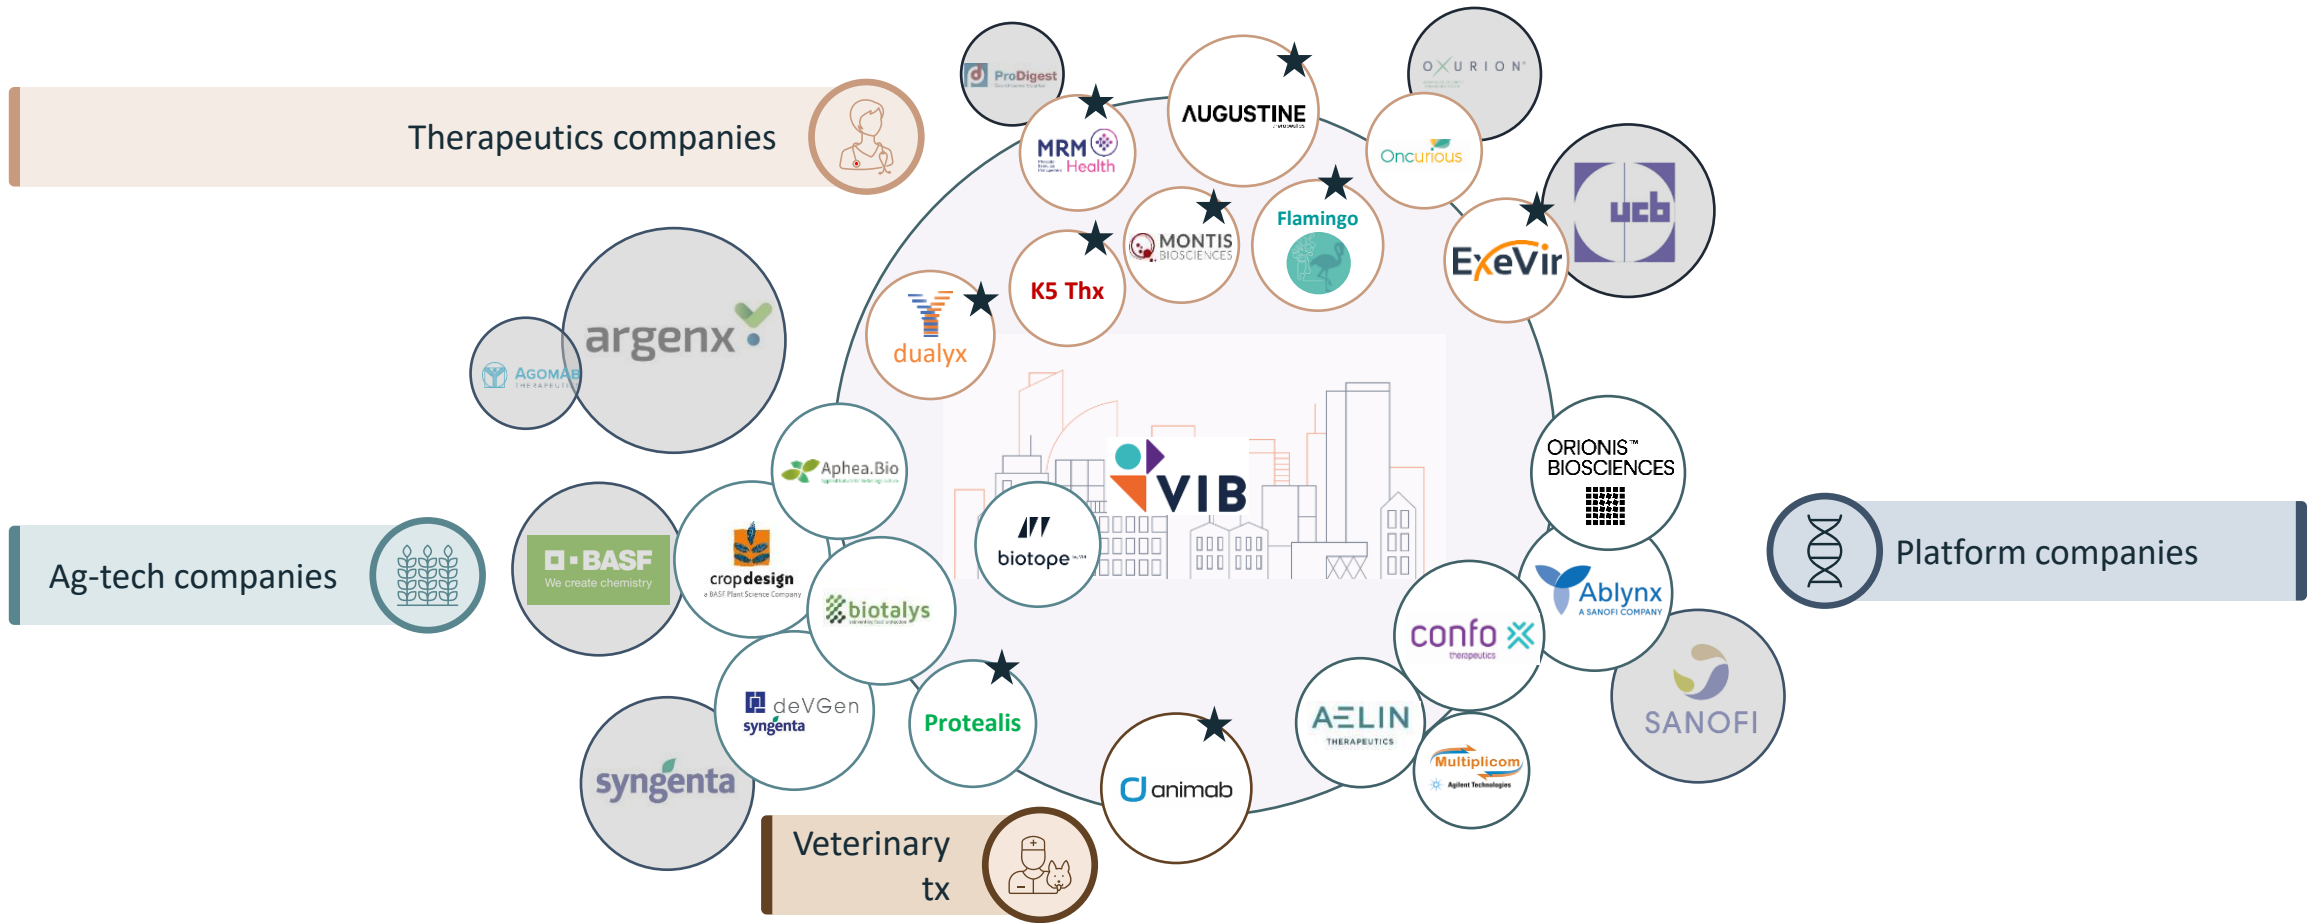 ProDigest
OXURION
Therapeutics companies
AUGUSTINE
therapeutics
MRM
Health
Oncurious
ucb
MONTIS
BIOSCIENCES
Flamingo
ExeVir
K5 Thx
dualyx
argenx
AGOMAB
THERAPEUTICS
Aphea.Bio
ORIONIS™
BIOSCIENCES
VIB
BASF
We create chemistry
cropdesign
a BASF Plant Science Company
biotope
Ag-tech companies
Platform companies
Ablynx
A SANOFI COMPANY
biotalys
confo
therapeutics
deVGen
syngenta
Protealis
AELIN
THERAPEUTICS
SANOFI
Multiplicom
Agilent Technologies
syngenta
animab
Veterinary
tx